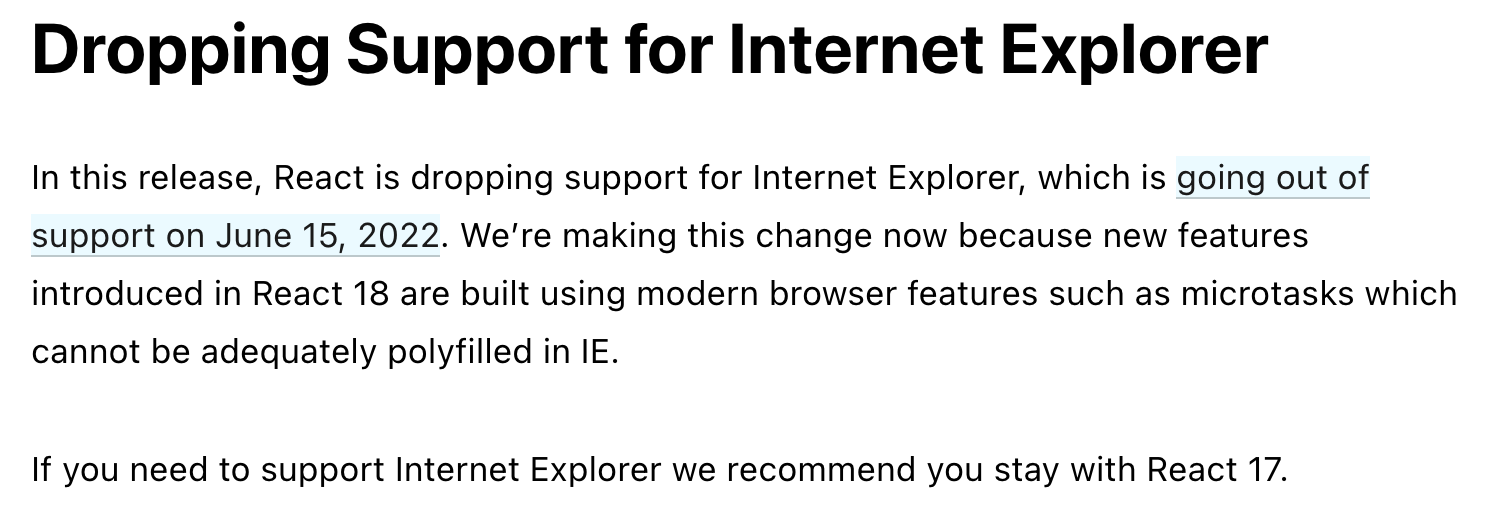 Dropping Support for Internet Explorer
In this release, React is dropping support for Internet Explorer, which is going out of
support on June 15, 2022. We’re making this change now because new features
introduced in React 18 are built using modern browser features such as microtasks which
cannot be adequately polyfilled in IE.
If you need to support Internet Explorer we recommend you stay with React 17.